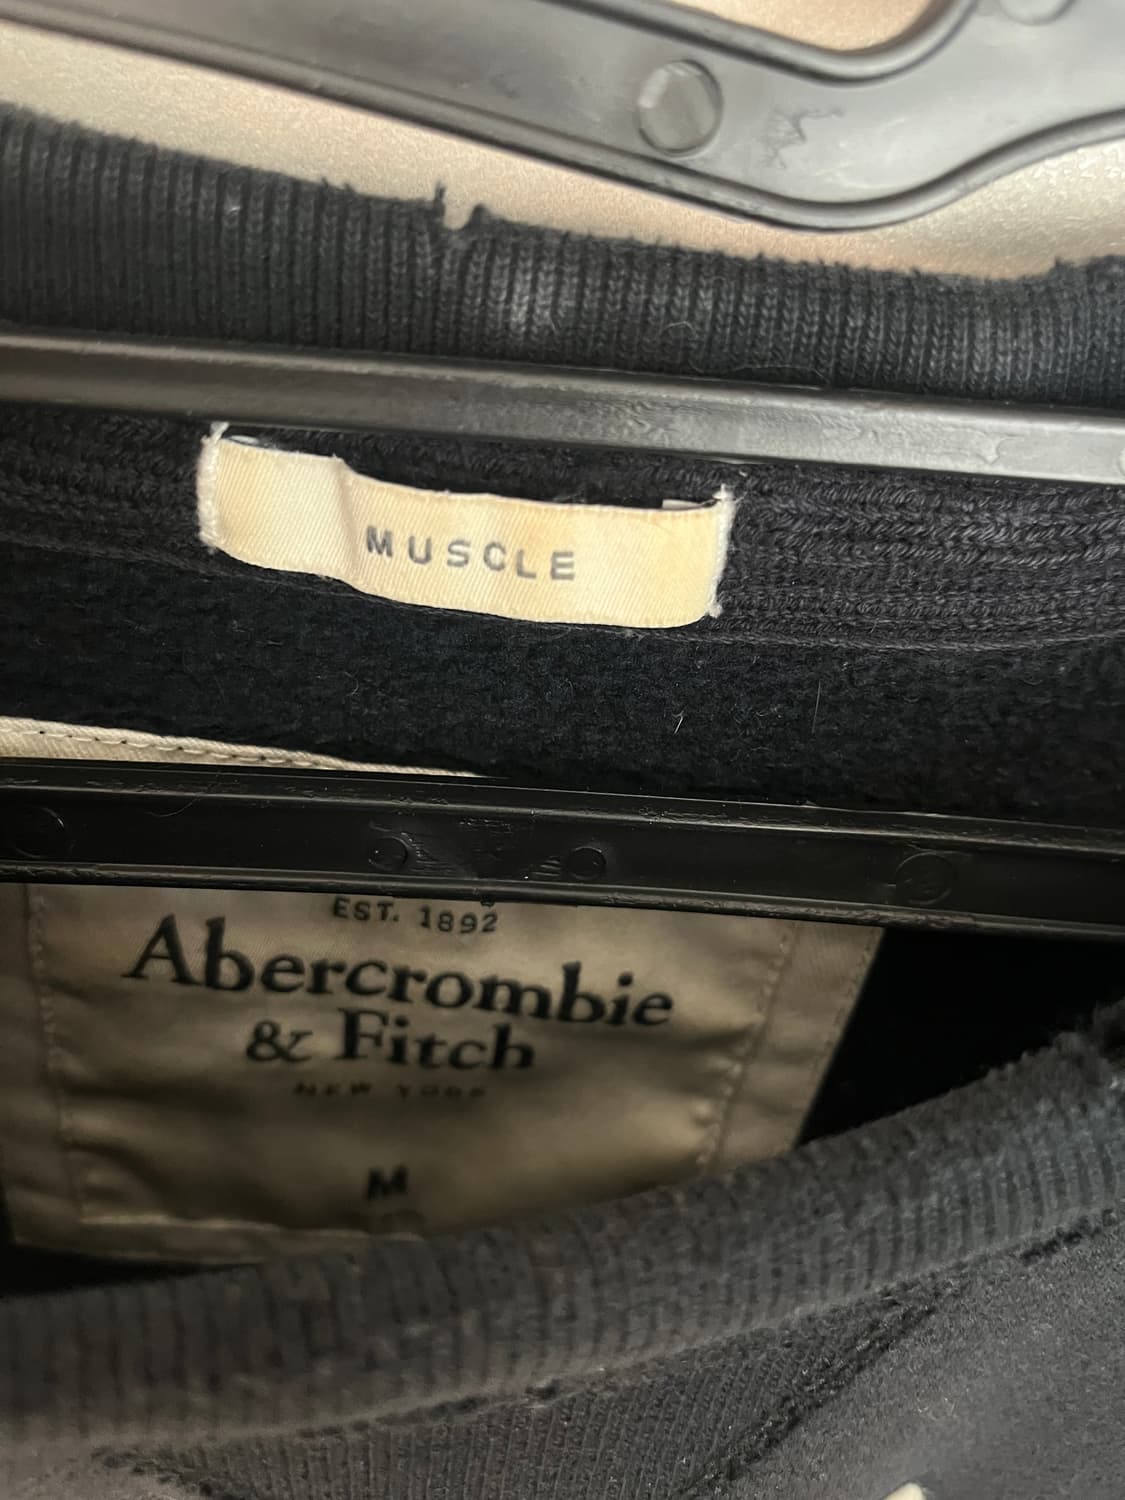 MUSCLE
EST. 1892
Abercrombie
& Fitch
NEW YORK
M